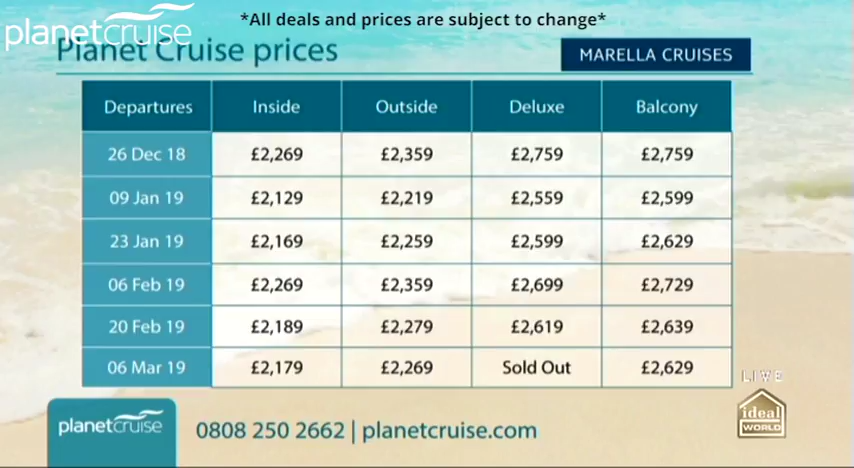 *All deals and prices are subject to change*
planetcruise
Planet Cruise prices
MARELLA CRUISES
Departures Inside Outside Deluxe Balcony
26 Dec 18 £2,269 £2,359 £2,759 £2,759
09 Jan 19 £2,129 £2,219 £2,559 £2,599
23 Jan 19 £2,169 £2,259 £2,599 £2,629
06 Feb 19 £2,269 £2,359 £2,699 £2,729
20 Feb 19 £2,189 £2,279 £2,619 £2,639
06 Mar 19 £2,179 £2,269 Sold Out £2,629
LIVE
ideal
WORLD
planetcruise
0808 250 2662 | planetcruise.com